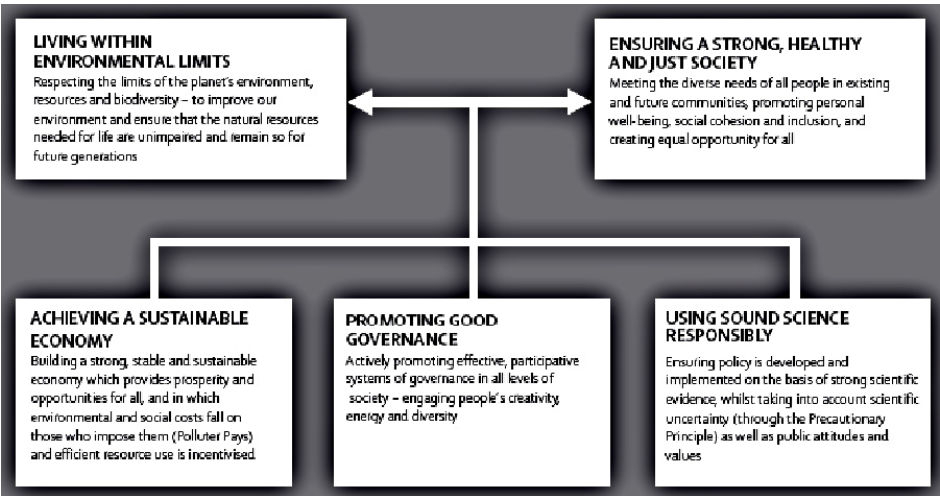 LIVING WITHIN
ENVIRONMENTAL LIMITS
Respecting the limits of the planet's environment,
resources and biodiversity – to improve our
environment and ensure that the natural resources
needed for life are unimpaired and remain so for
future generations
ENSURING A STRONG, HEALTHY
AND JUST SOCIETY
Meeting the diverse needs of all people in existing
and future communities, promoting personal
well-being, social cohesion and inclusion, and
creating equal opportunity for all
ACHIEVING A SUSTAINABLE
ECONOMY
Building a strong, stable and sustainable
economy which provides prosperity and
opportunities for all, and in which
environmental and social costs fall on
those who impose them (Polluter Pays)
and efficient resource use is incentivised.
PROMOTING GOOD
GOVERNANCE
Actively promoting effective, participative
systems of governance in all levels of
society – engaging people's creativity,
energy and diversity
USING SOUND SCIENCE
RESPONSIBLY
Ensuring policy is developed and
implemented on the basis of strong scientific
evidence, whilst taking into account scientific
uncertainty (through the Precautionary
Principle) as well as public attitudes and
values